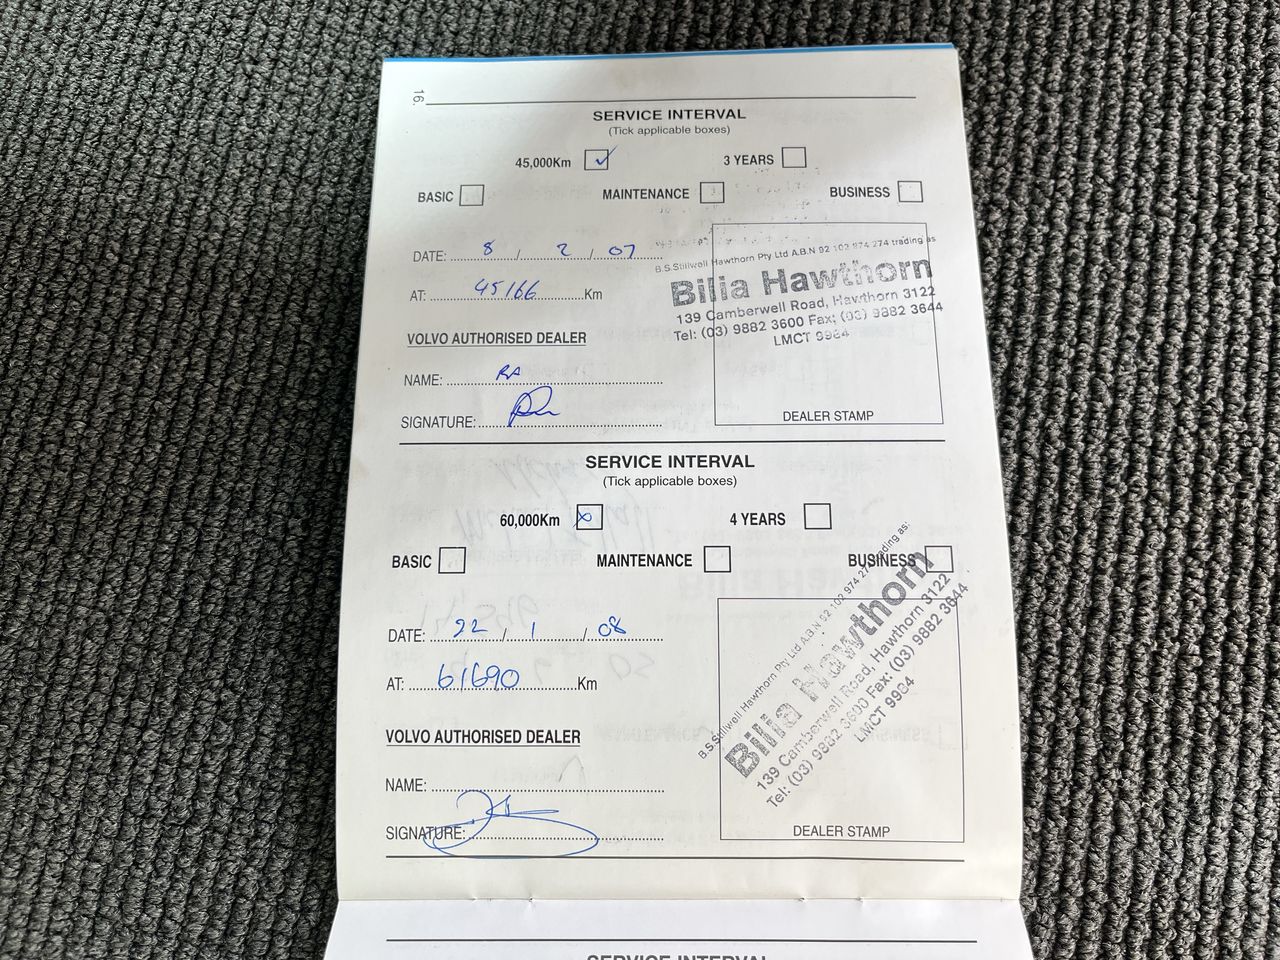 16.
SERVICE INTERVAL
(Tick applicable boxes)
45,000Km ✓ 3 YEARS
BASIC MAINTENANCE BUSINESS
DATE: 8 / 2 / 07
B.S.Stillwell Hawthorn Pty Ltd A.B.N 92 102 974 274 trading as
Bilia Hawthorn
139 Camberwell Road, Hawthorn 3122
Tel: (03) 9882 3600 Fax: (03) 9882 3644
LMCT 9984
AT: 45166 Km
VOLVO AUTHORISED DEALER
NAME: RA
SIGNATURE:
DEALER STAMP
SERVICE INTERVAL
(Tick applicable boxes)
60,000Km X 4 YEARS
BASIC MAINTENANCE BUSINESS
DATE: 22 / 1 / 08
AT: 61690 Km
B.S.Stillwell Hawthorn Pty Ltd A.B.N 92 102 974 274 trading as:
Bilia Hawthorn
139 Camberwell Road, Hawthorn 3122
Tel: (03) 9882 3600 Fax: (03) 9882 3644
LMCT 9984
VOLVO AUTHORISED DEALER
NAME:
SIGNATURE:
DEALER STAMP
SERVICE INTERVAL